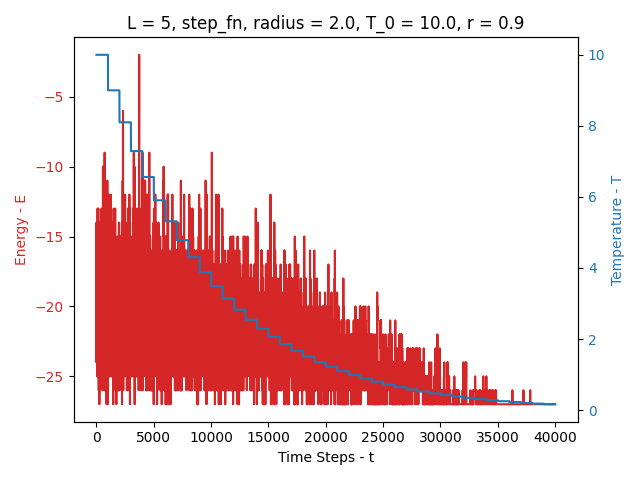 L = 5, step_fn, radius = 2.0, T_0 = 10.0, r = 0.9
Energy - E
−5
−10
−15
−20
−25
10
8
6
4
2
0
Temperature - T
0 5000 10000 15000 20000 25000 30000 35000 40000
Time Steps - t